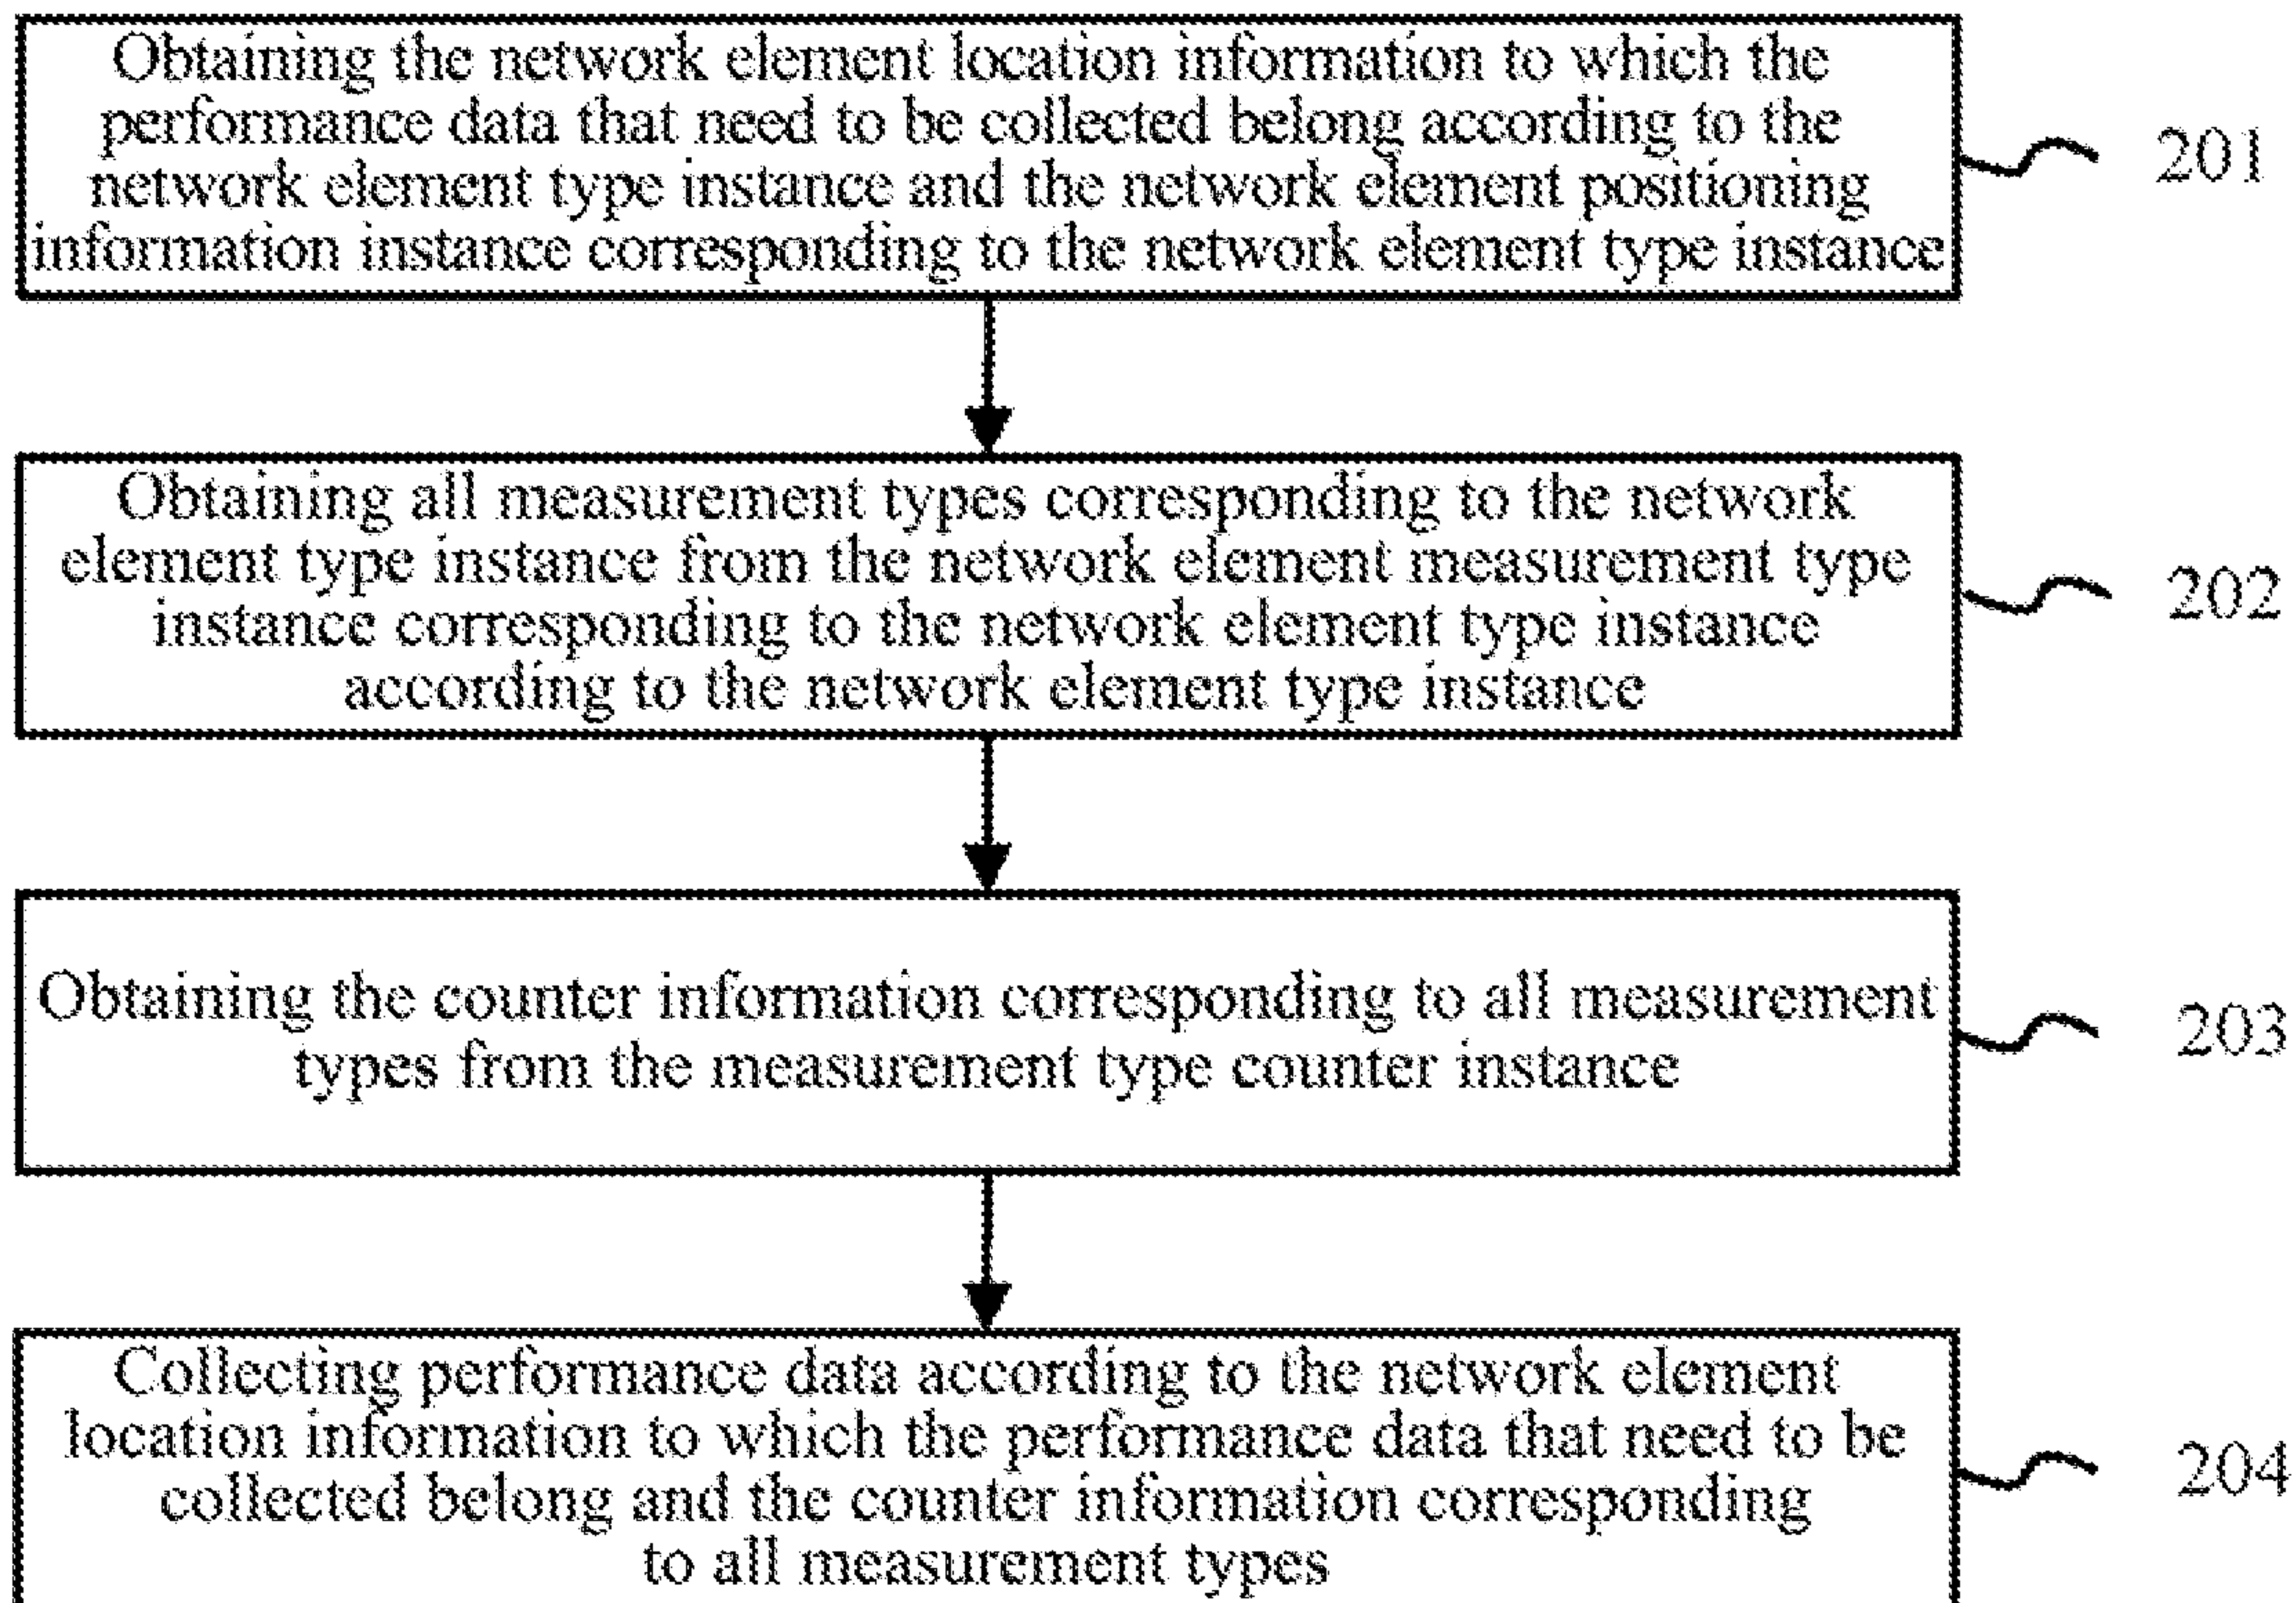 Obtaining the network element location information to which the
performance data that need to be collected belong according to the
network element type instance and the network element positioning
information instance corresponding to the network element type instance
201
Obtaining all measurement types corresponding to the network
element type instance from the network element measurement type
instance corresponding to the network element type instance
according to the network element type instance
202
Obtaining the counter information corresponding to all measurement
types from the measurement type counter instance
203
Collecting performance data according to the network element
location information to which the performance data that need to be
collected belong and the counter information corresponding
to all measurement types
204